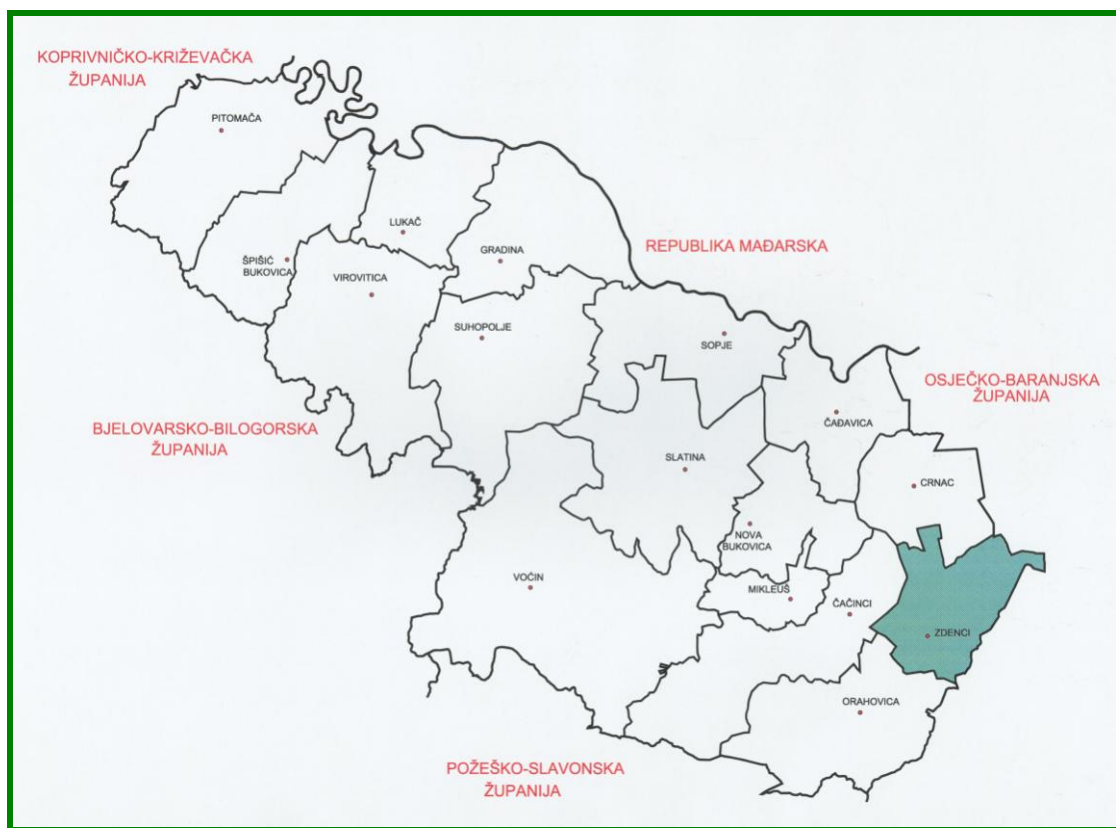 KOPRIVNIČKO-KRIŽEVAČKA
ŽUPANIJA
PITOMAČA
LUKAČ
ŠPIŠIĆ
BUKOVICA
VIROVITICA
GRADINA
REPUBLIKA MAĐARSKA
SUHOPOLJE
SOPJE
OSJEČKO-BARANJSKA
ŽUPANIJA
BJELOVARSKO-BILOGORSKA
ŽUPANIJA
ČAĐAVICA
SLATINA
CRNAC
NOVA
BUKOVICA
VOĆIN
MIKLEUŠ
ČAČINCI
ZDENCI
ORAHOVICA
POŽEŠKO-SLAVONSKA
ŽUPANIJA